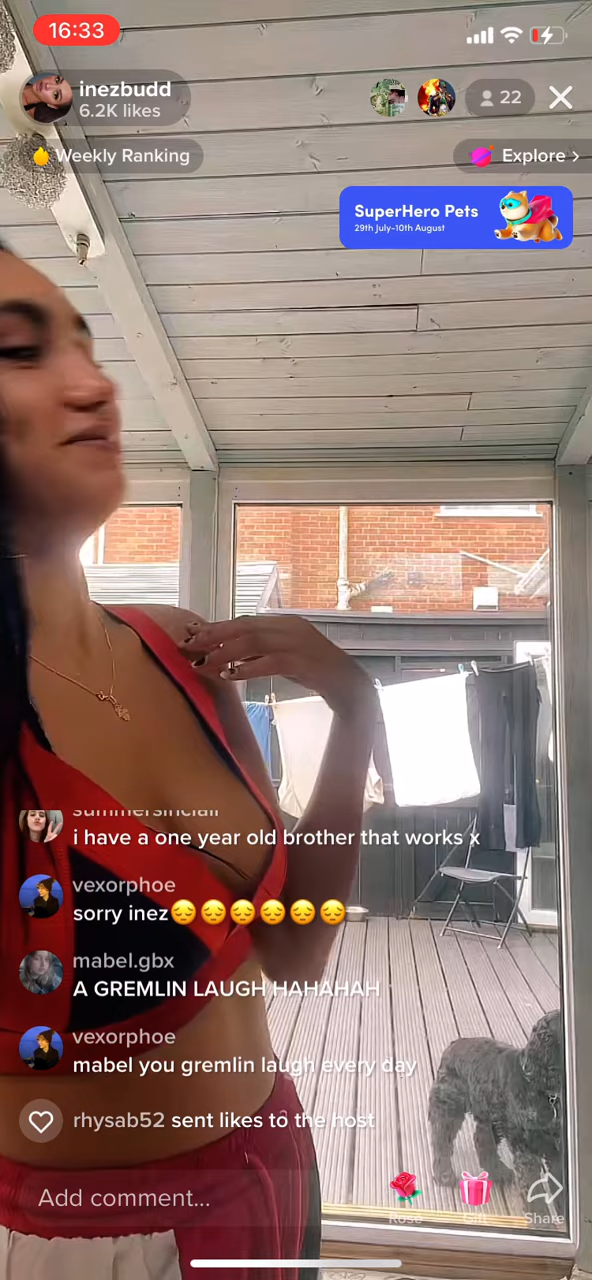 16:33
inezbudd
6.2K likes
22
Weekly Ranking
Explore >
SuperHero Pets
29th July-10th August
summersinclair
i have a one year old brother that works x
vexorphoe
sorry inez😔😔😔😔😔😔
mabel.gbx
A GREMLIN LAUGH HAHAHAH
vexorphoe
mabel you gremlin laugh every day
rhysab52 sent likes to the host
Add comment...
Rose
Gift
Share